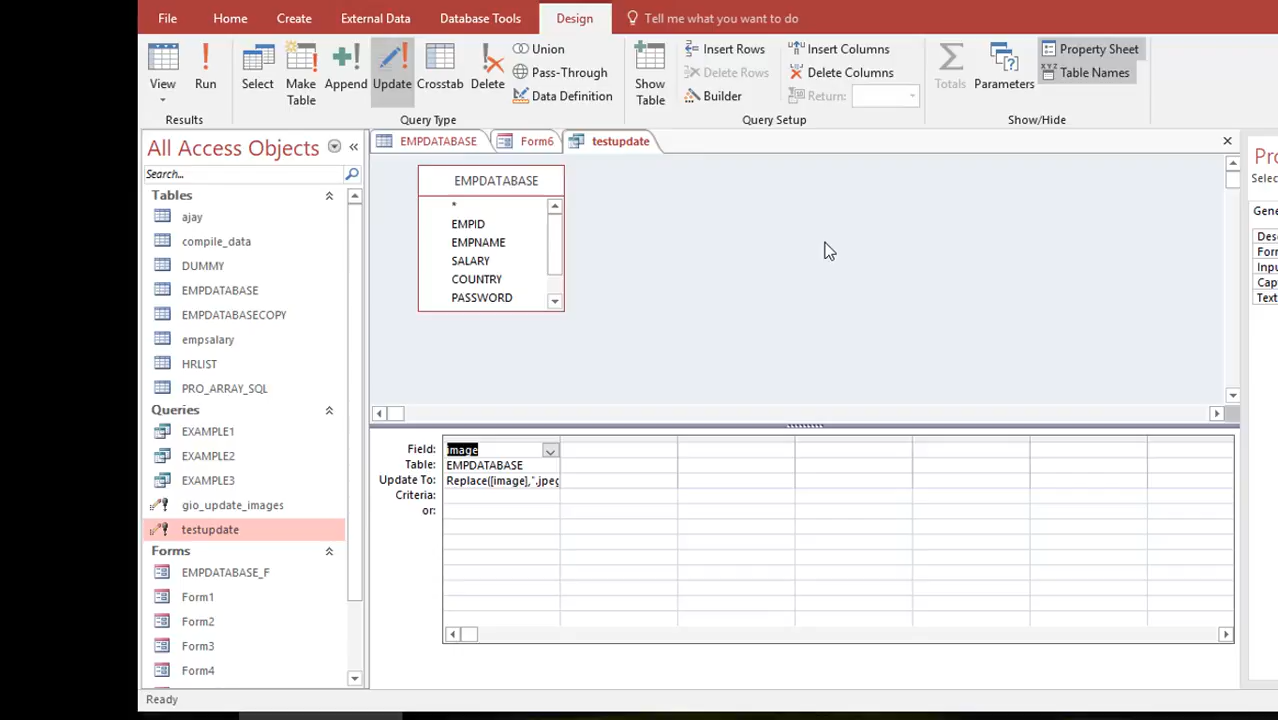 File Home Create External Data Database Tools Design Tell me what you want to do
View Run Select Make Table Append Update Crosstab Delete
Union
Pass-Through
Data Definition
Show Table
Insert Rows
Delete Rows
Builder
Insert Columns
Delete Columns
Return:
Totals Parameters
Property Sheet
XYZ Table Names
Results Query Type Query Setup Show/Hide
All Access Objects «
Search...
Tables
ajay
compile_data
DUMMY
EMPDATABASE
EMPDATABASECOPY
empsalary
HRLIST
PRO_ARRAY_SQL
Queries
EXAMPLE1
EXAMPLE2
EXAMPLE3
gio_update_images
testupdate
Forms
EMPDATABASE_F
Form1
Form2
Form3
Form4
EMPDATABASE Form6 testupdate
EMPDATABASE
*
EMPID
EMPNAME
SALARY
COUNTRY
PASSWORD
Field: image
Table: EMPDATABASE
Update To: Replace([image],".jpeg
Criteria:
or:
Selec
Gene
Cap
Text
Ready